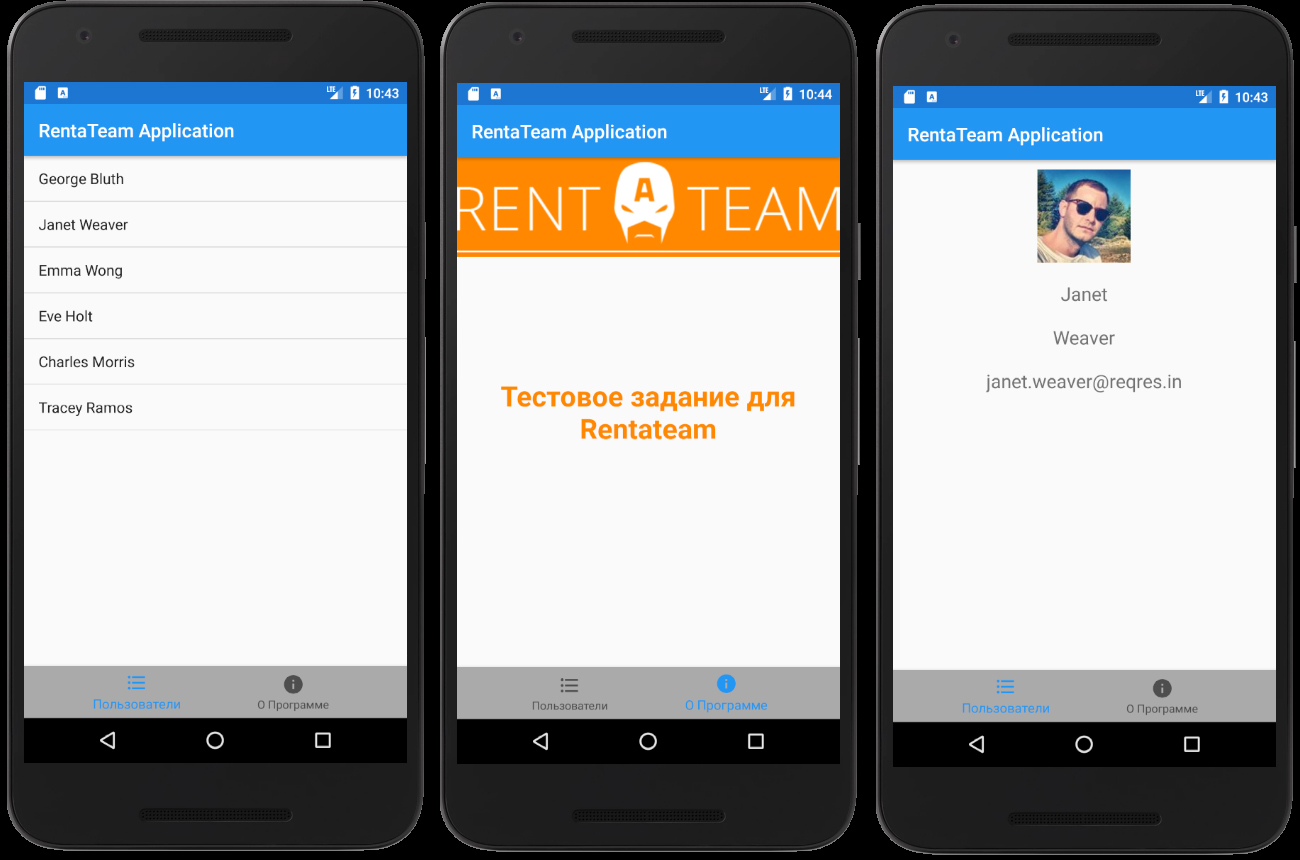 LTE 10:43
RentaTeam Application
George Bluth
Janet Weaver
Emma Wong
Eve Holt
Charles Morris
Tracey Ramos
Пользователи
О Программе
LTE 10:44
RentaTeam Application
RENT A TEAM
Тестовое задание для
Rentateam
Пользователи
О Программе
LTE 10:43
RentaTeam Application
Janet
Weaver
janet.weaver@reqres.in
Пользователи
О Программе